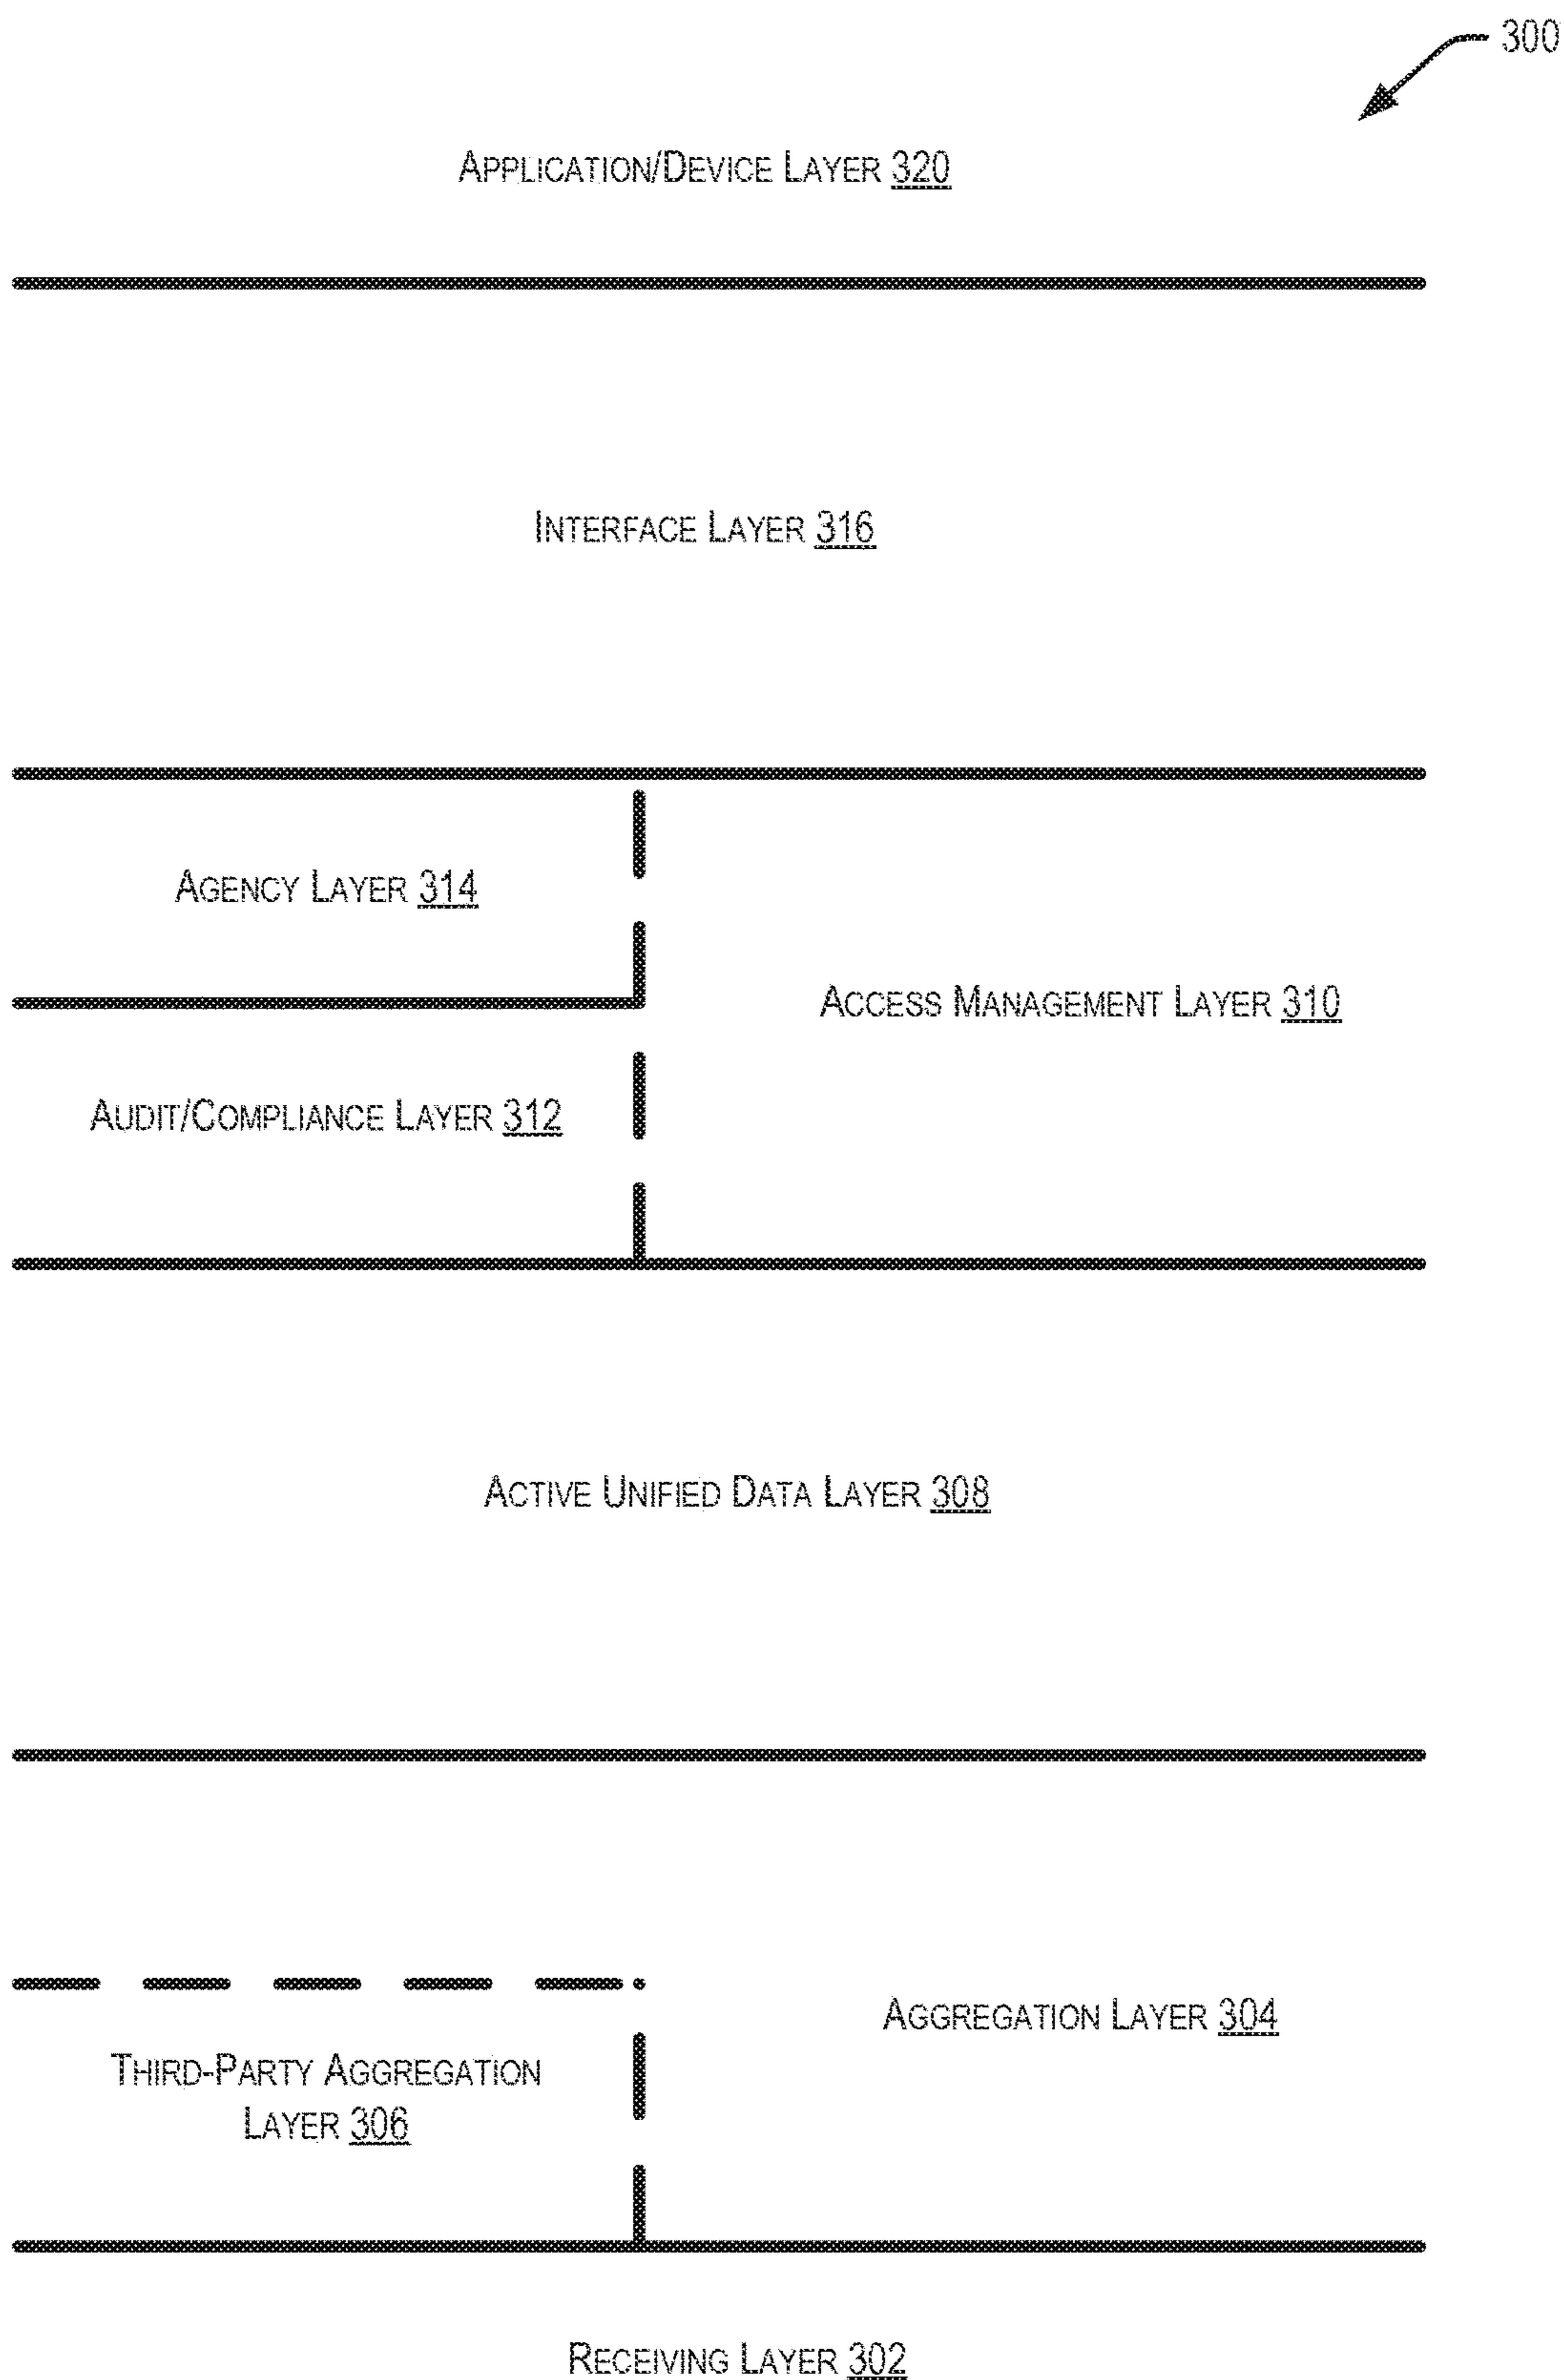 300
APPLICATION/DEVICE LAYER 320
INTERFACE LAYER 316
AGENCY LAYER 314
ACCESS MANAGEMENT LAYER 310
AUDIT/COMPLIANCE LAYER 312
ACTIVE UNIFIED DATA LAYER 308
AGGREGATION LAYER 304
THIRD-PARTY AGGREGATION
LAYER 306
RECEIVING LAYER 302